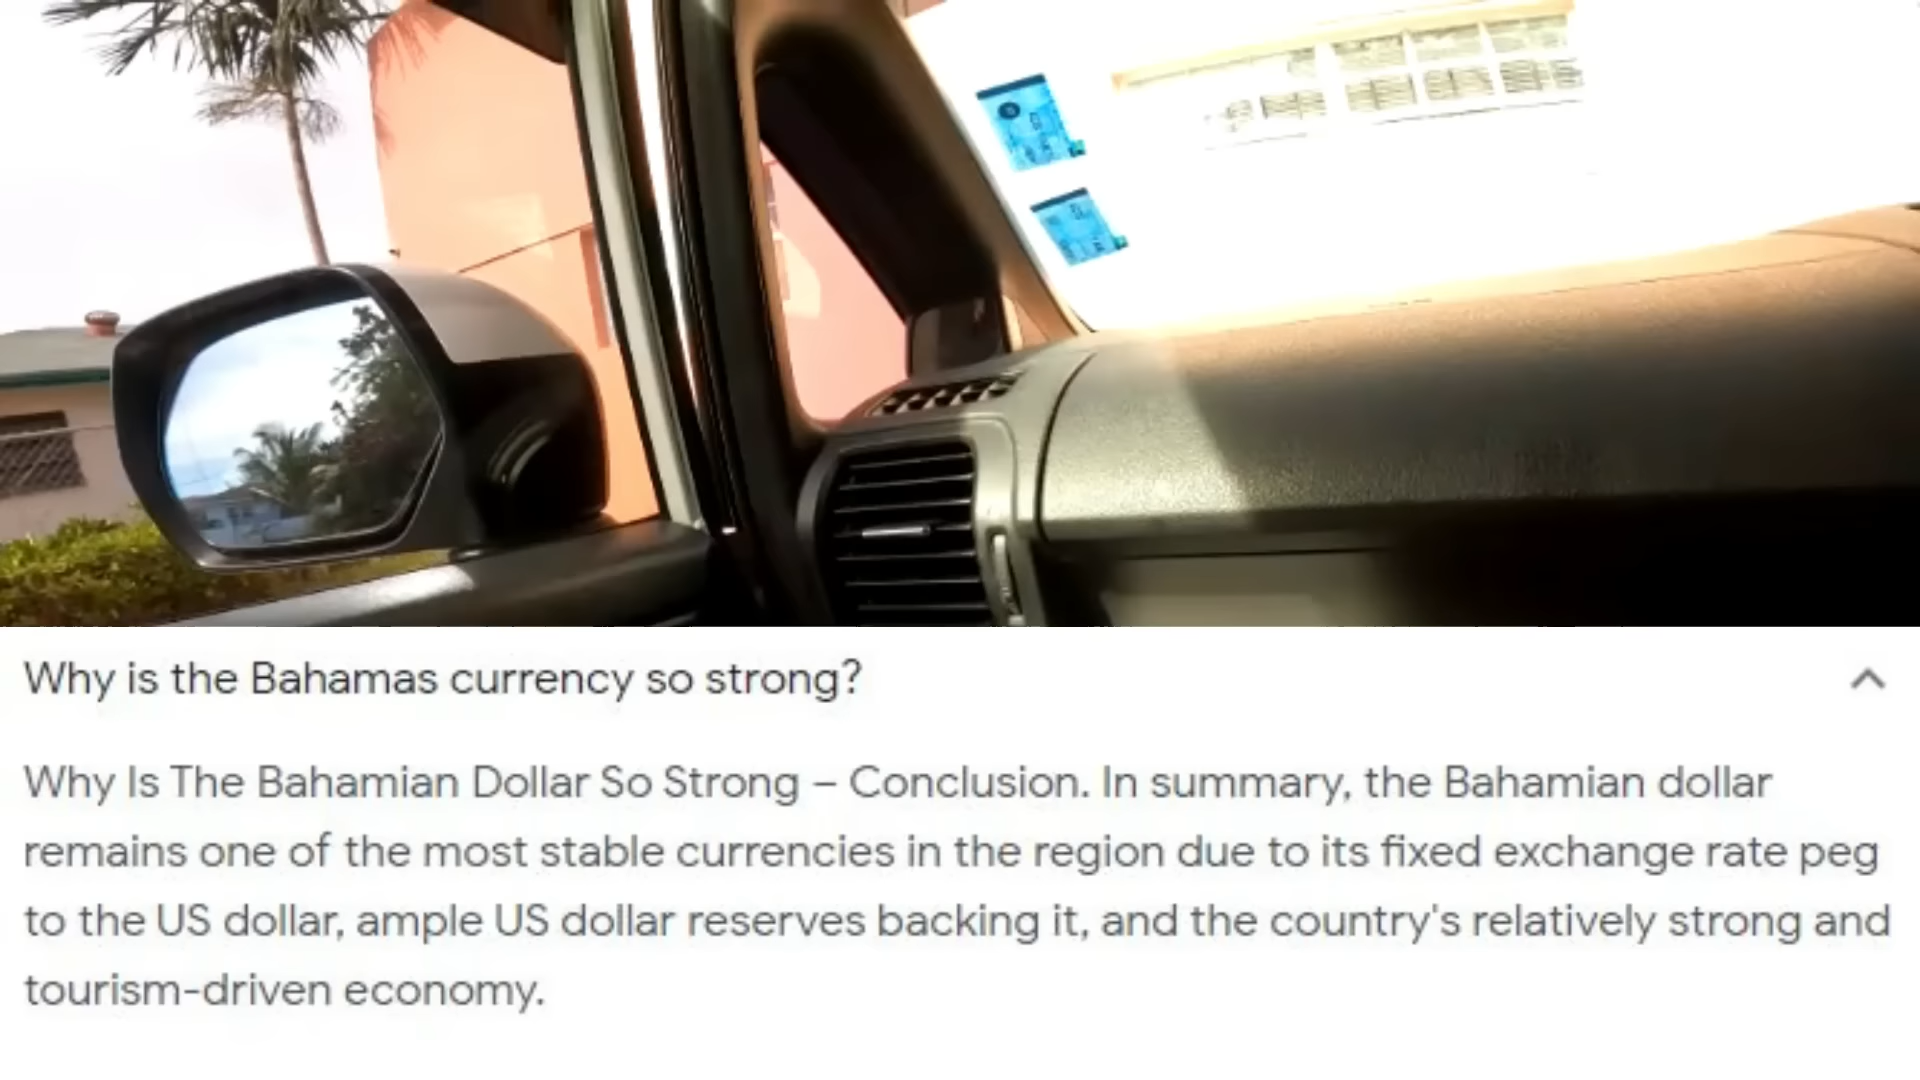 Why is the Bahamas currency so strong?
Why Is The Bahamian Dollar So Strong – Conclusion. In summary, the Bahamian dollar
remains one of the most stable currencies in the region due to its fixed exchange rate peg
to the US dollar, ample US dollar reserves backing it, and the country's relatively strong and
tourism-driven economy.